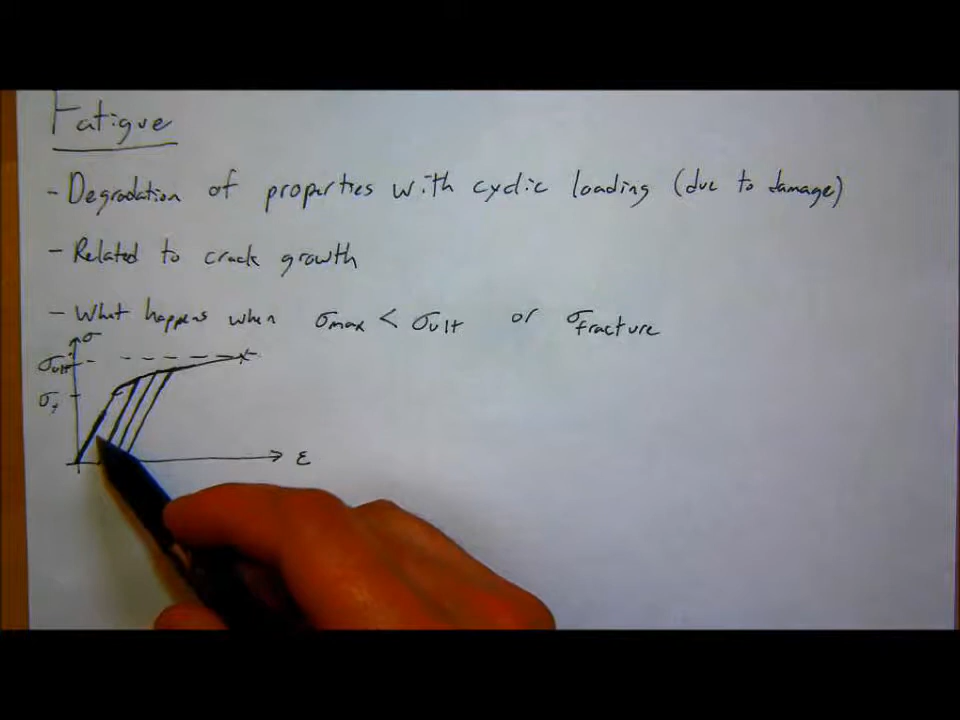 Fatigue
- Degradation of properties with cyclic loading (due to damage)
- Related to crack growth
- What happens when σmax < σult or σfracture
σ
σult
σy
ε